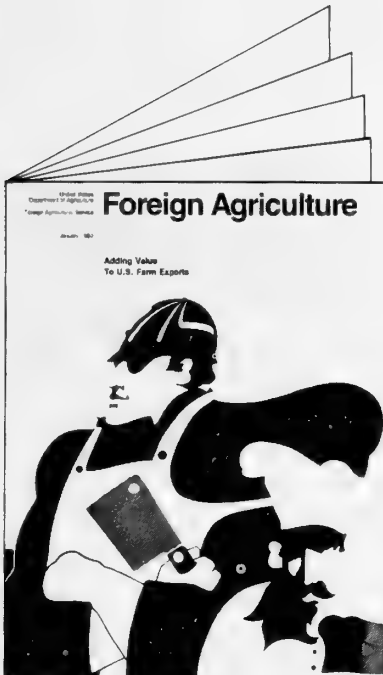 United States
Department of Agriculture
Foreign Agricultural Service
Foreign Agriculture
Adding Value
To U.S. Farm Exports